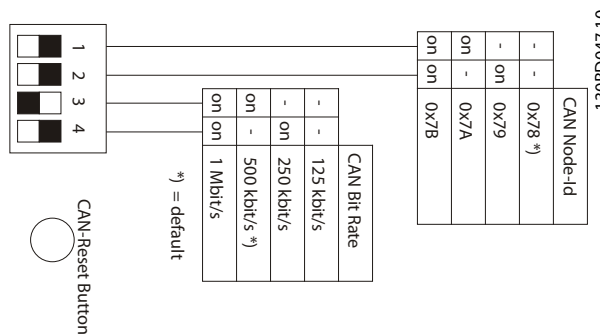 CAN Node-Id
- - 0x78 *)
- on 0x79
on - 0x7A
on on 0x7B
CAN Bit Rate
- - 125 kbit/s
- on 250 kbit/s
on - 500 kbit/s *)
on on 1 Mbit/s
*) = default
1 2 3 4
CAN-Reset Button